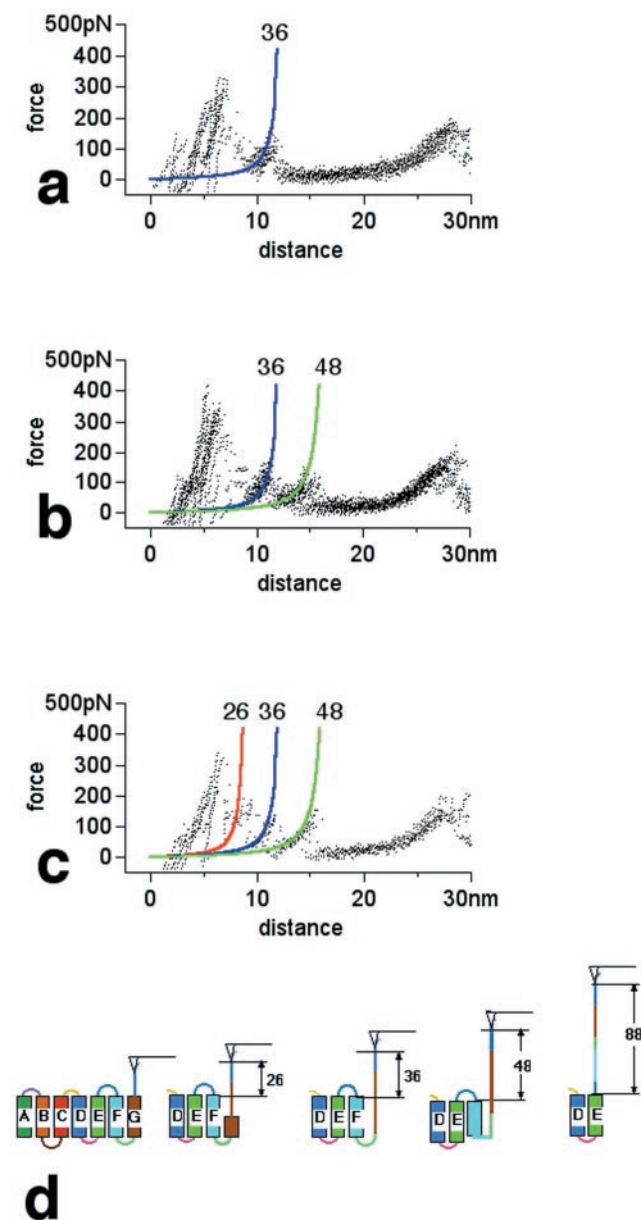 500pN
36
400
300
200
100
0
force
a
0 10 20 30nm
distance
500pN
36 48
400
300
200
100
0
force
b
0 10 20 30nm
distance
500pN
26 36 48
400
300
200
100
0
force
c
0 10 20 30nm
distance
A B C D E F G
D E F
26
D E F
36
D E
48
D E
88
d